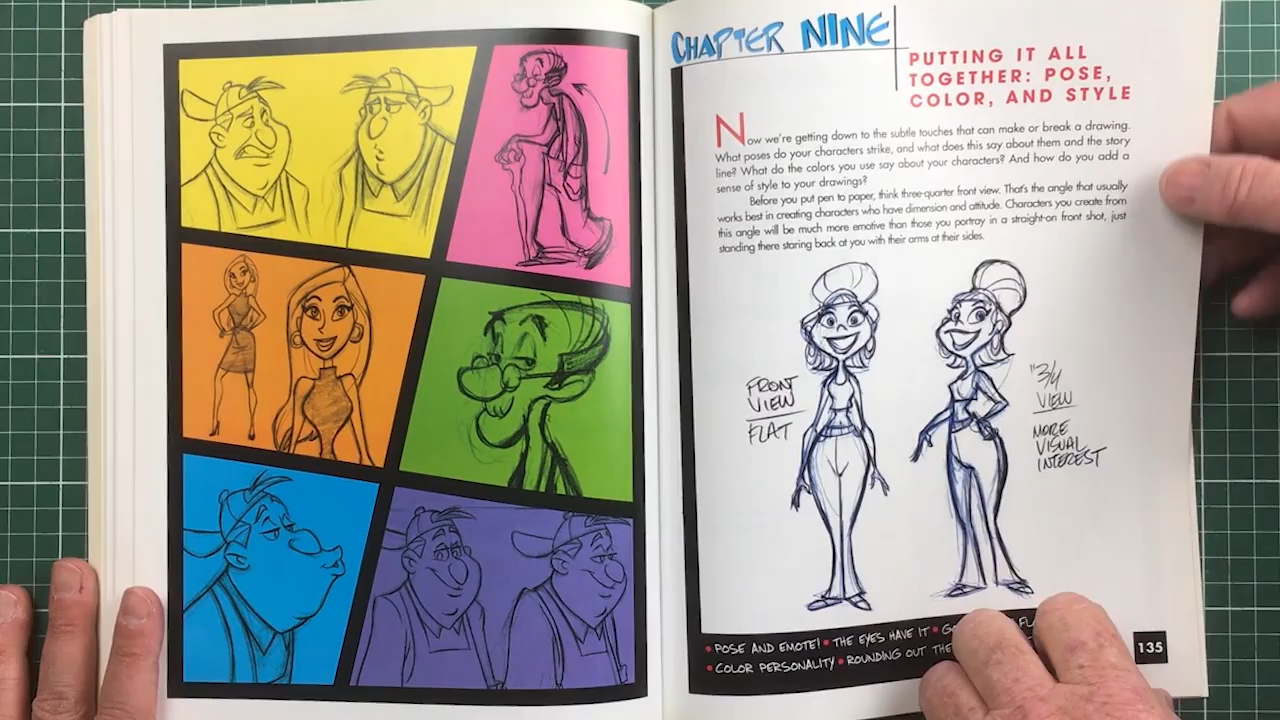 CHAPTER NINE
PUTTING IT ALL
TOGETHER: POSE,
COLOR, AND STYLE
Now we're getting down to the subtle touches that can make or break a drawing.
What poses do your characters strike, and what does this say about them and the story
line? What do the colors you use say about your characters? And how do you add a
sense of style to your drawings?
Before you put pen to paper, think three-quarter front view. That's the angle that usually
works best in creating characters who have dimension and attitude. Characters you create from
this angle will be much more emotive than those you portray in a straight-on front shot, just
standing there staring back at you with their arms at their sides.
FRONT
VIEW
FLAT
"3/4
VIEW
MORE
VISUAL
INTEREST
• POSE AND EMOTE! • THE EYES HAVE IT •
• COLOR PERSONALITY • ROUNDING OUT THE
135